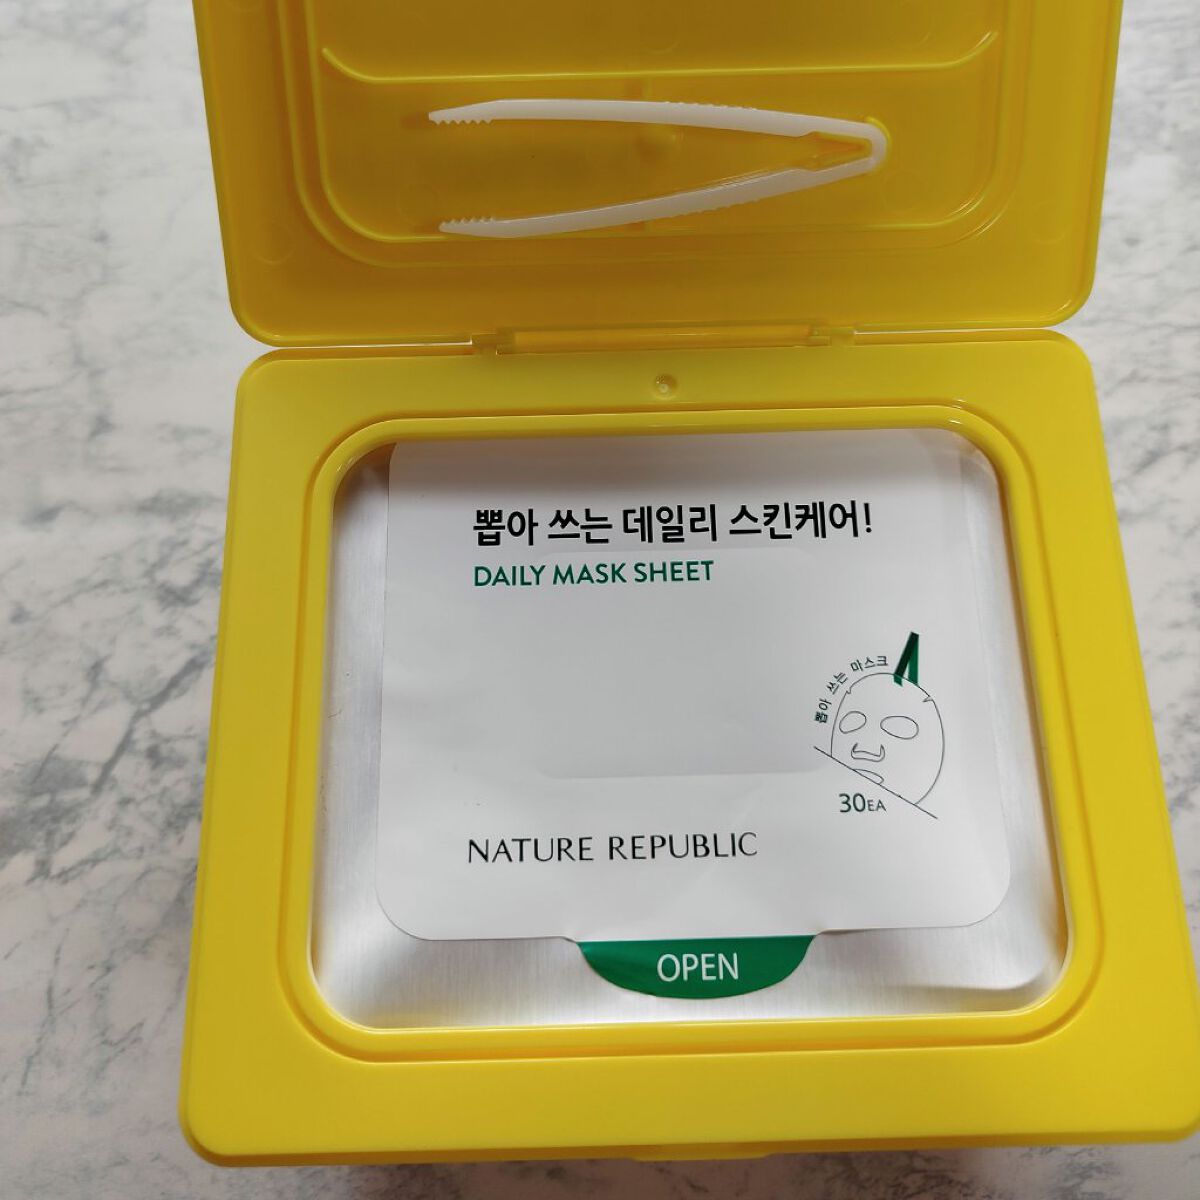 뽑아 쓰는 데일리 스킨케어!
DAILY MASK SHEET
뽑아 쓰는 마스크
30EA
NATURE REPUBLIC
OPEN